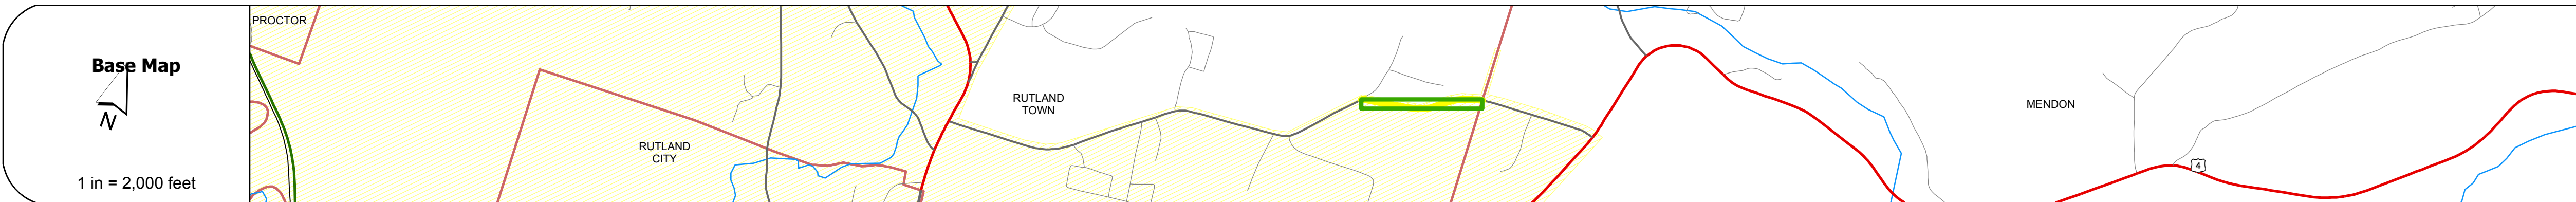 Base Map
N
1 in = 2,000 feet
PROCTOR
RUTLAND
CITY
RUTLAND
TOWN
MENDON
4